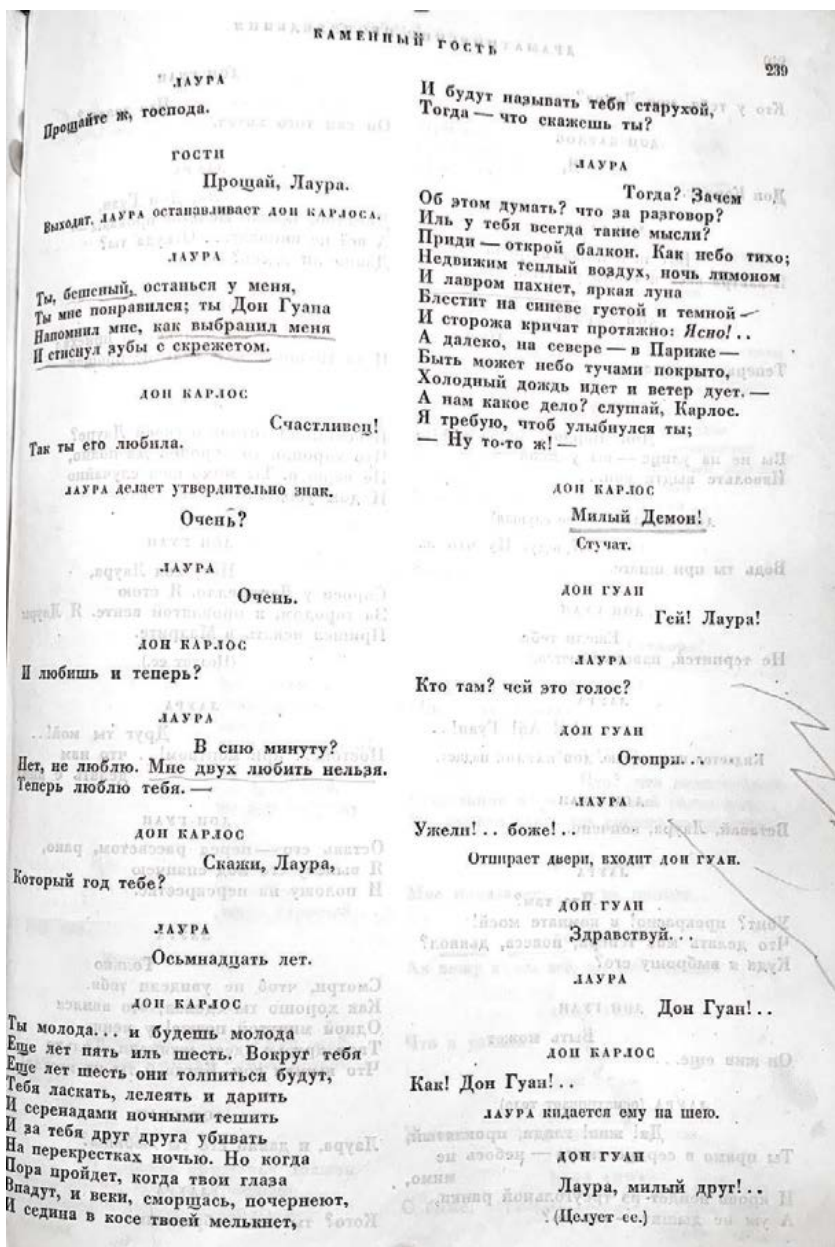 КАМЕННЫЙ ГОСТЬ
239
ЛАУРА
Прощайте ж, господа.
ГОСТИ
Прощай, Лаура.
Выходят. ЛАУРА останавливает ДОН КАРЛОСА.
ЛАУРА
Ты, бешеный, останься у меня,
Ты мне понравился; ты Дон Гуана
Напомнил мне, как выбранил меня
И стиснул зубы с скрежетом.
ДОН КАРЛОС
Счастливец!
Так ты его любила.
ЛАУРА делает утвердительно знак.
Очень?
ЛАУРА
Очень.
ДОН КАРЛОС
И любишь и теперь?
ЛАУРА
В сию минуту?
Нет, не люблю. Мне двух любить нельзя.
Теперь люблю тебя. —
ДОН КАРЛОС
Скажи, Лаура,
Который год тебе?
ЛАУРА
Осьмнадцать лет.
ДОН КАРЛОС
Ты молода... и будешь молода
Еще лет пять иль шесть. Вокруг тебя
Еще лет шесть они толпиться будут,
Тебя ласкать, лелеять и дарить
И серенадами ночными тешить
И за тебя друг друга убивать
На перекрестках ночью. Но когда
Пора пройдет, когда твои глаза
Впадут, и веки, сморщась, почернеют,
И седина в косе твоей мелькнет,
И будут называть тебя старухой,
Тогда — что скажешь ты?
ЛАУРА
Тогда? Зачем
Об этом думать? что за разговор?
Иль у тебя всегда такие мысли?
Приди — открой балкон. Как небо тихо;
Недвижим теплый воздух, ночь лимоном
И лавром пахнет, яркая луна
Блестит на синеве густой и темной —
И сторожа кричат протяжно: Ясно!..
А далеко, на севере — в Париже —
Быть может небо тучами покрыто,
Холодный дождь идет и ветер дует. —
А нам какое дело? слушай, Карлос.
Я требую, чтоб улыбнулся ты;
— Ну то-то ж! —
ДОН КАРЛОС
Милый Демон!
Стучат.
ДОН ГУАН
Гей! Лаура!
ЛАУРА
Кто там? чей это голос?
ДОН ГУАН
Отопри...
ЛАУРА
Ужели!.. боже!..
Отпирает двери, входит ДОН ГУАН.
ДОН ГУАН
Здравствуй...
ЛАУРА
Дон Гуан!..
ДОН КАРЛОС
Как! Дон Гуан!..
ЛАУРА кидается ему на шею.
ДОН ГУАН
Лаура, милый друг!..
(Целует ее.)